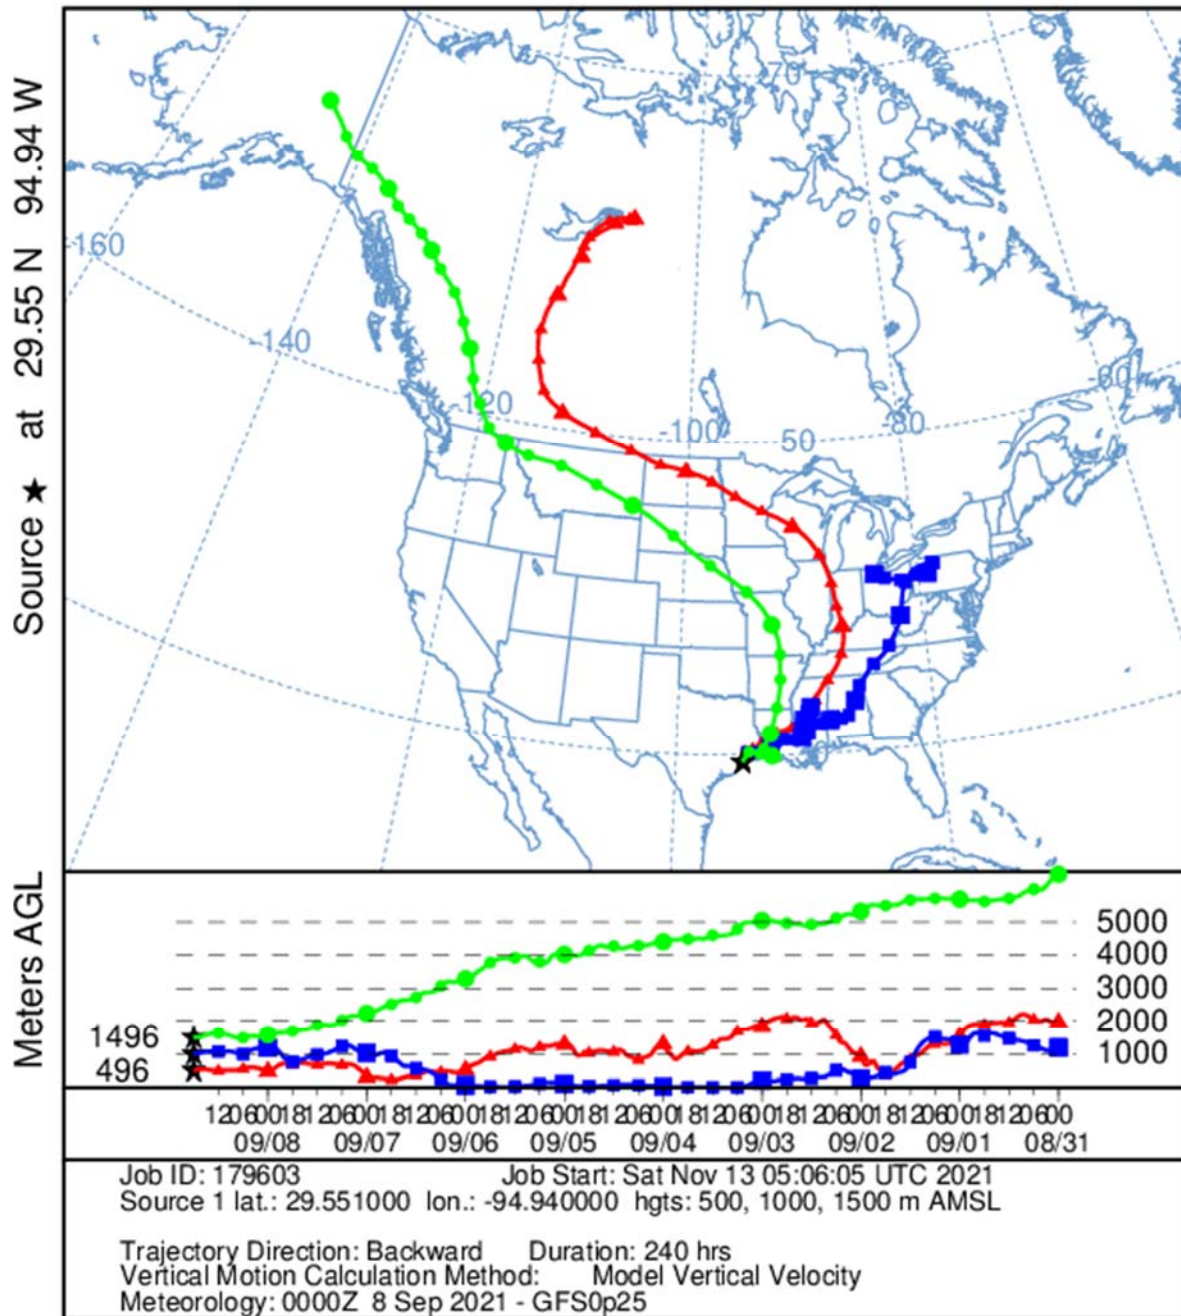 Source ★ at 29.55 N 94.94 W
70
-160
-140
-120
-100
50
-80
-60
Meters AGL
5000
4000
3000
2000
1000
1496
496
09/08 09/07 09/06 09/05 09/04 09/03 09/02 09/01 08/31
Job ID: 179603 Job Start: Sat Nov 13 05:06:05 UTC 2021
Source 1 lat.: 29.551000 lon.: -94.940000 hgts: 500, 1000, 1500 m AMSL
Trajectory Direction: Backward Duration: 240 hrs
Vertical Motion Calculation Method: Model Vertical Velocity
Meteorology: 0000Z 8 Sep 2021 - GFS0p25